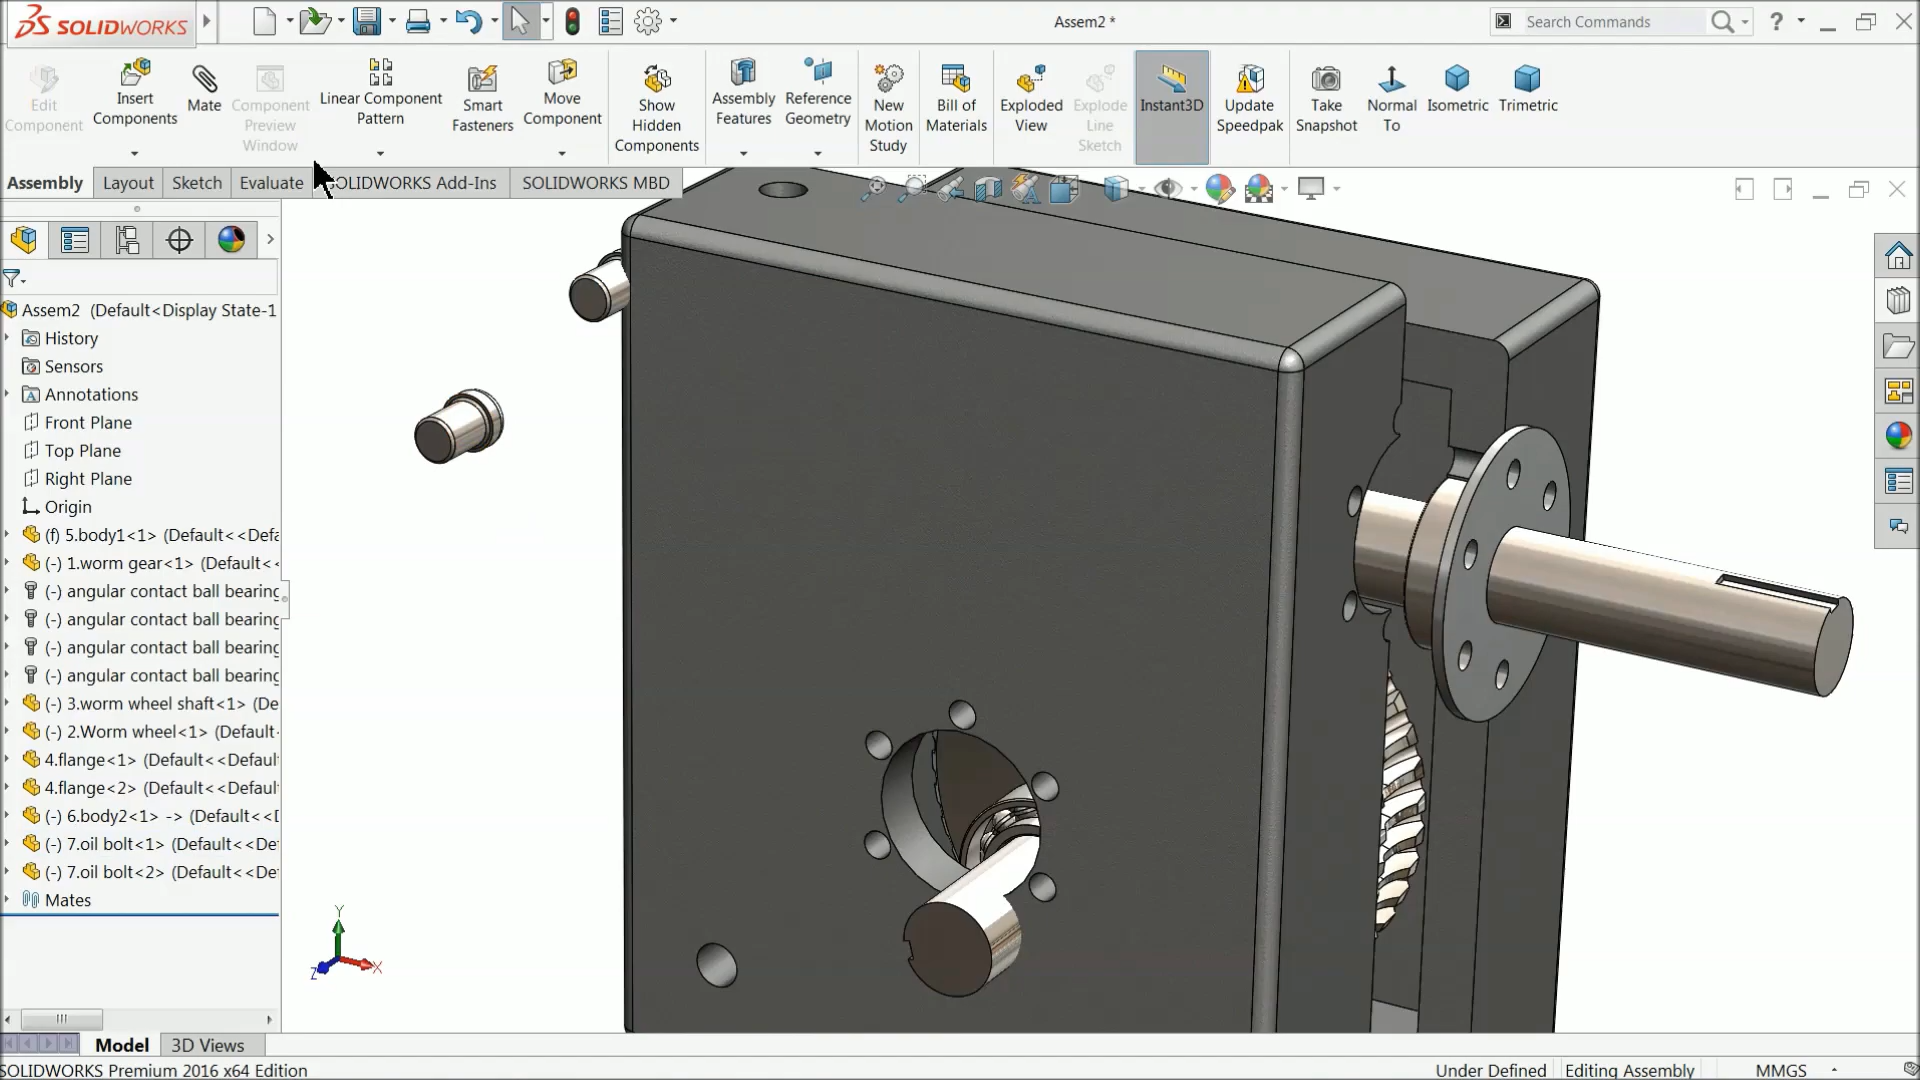 SOLIDWORKS
Assem2 *
Search Commands
?
Edit Component
Insert Components
Mate
Component Preview Window
Linear Component Pattern
Smart Fasteners
Move Component
Show Hidden Components
Assembly Features
Reference Geometry
New Motion Study
Bill of Materials
Exploded View
Explode Line Sketch
Instant3D
Update Speedpak
Take Snapshot
Normal To
Isometric
Trimetric
Assembly
Layout
Sketch
Evaluate
OLIDWORKS Add-Ins
SOLIDWORKS MBD
Assem2 (Default<Display State-1
History
Sensors
Annotations
Front Plane
Top Plane
Right Plane
Origin
(f) 5.body1<1> (Default<<Defa
(-) 1.worm gear<1> (Default<<
(-) angular contact ball bearing
(-) angular contact ball bearing
(-) angular contact ball bearing
(-) angular contact ball bearing
(-) 3.worm wheel shaft<1> (De
(-) 2.Worm wheel<1> (Default
4.flange<1> (Default<<Defaul
4.flange<2> (Default<<Defaul
(-) 6.body2<1> -> (Default<<D
(-) 7.oil bolt<1> (Default<<De
(-) 7.oil bolt<2> (Default<<De
Mates
Y
X
Z
Model
3D Views
SOLIDWORKS Premium 2016 x64 Edition
Under Defined
Editing Assembly
MMGS